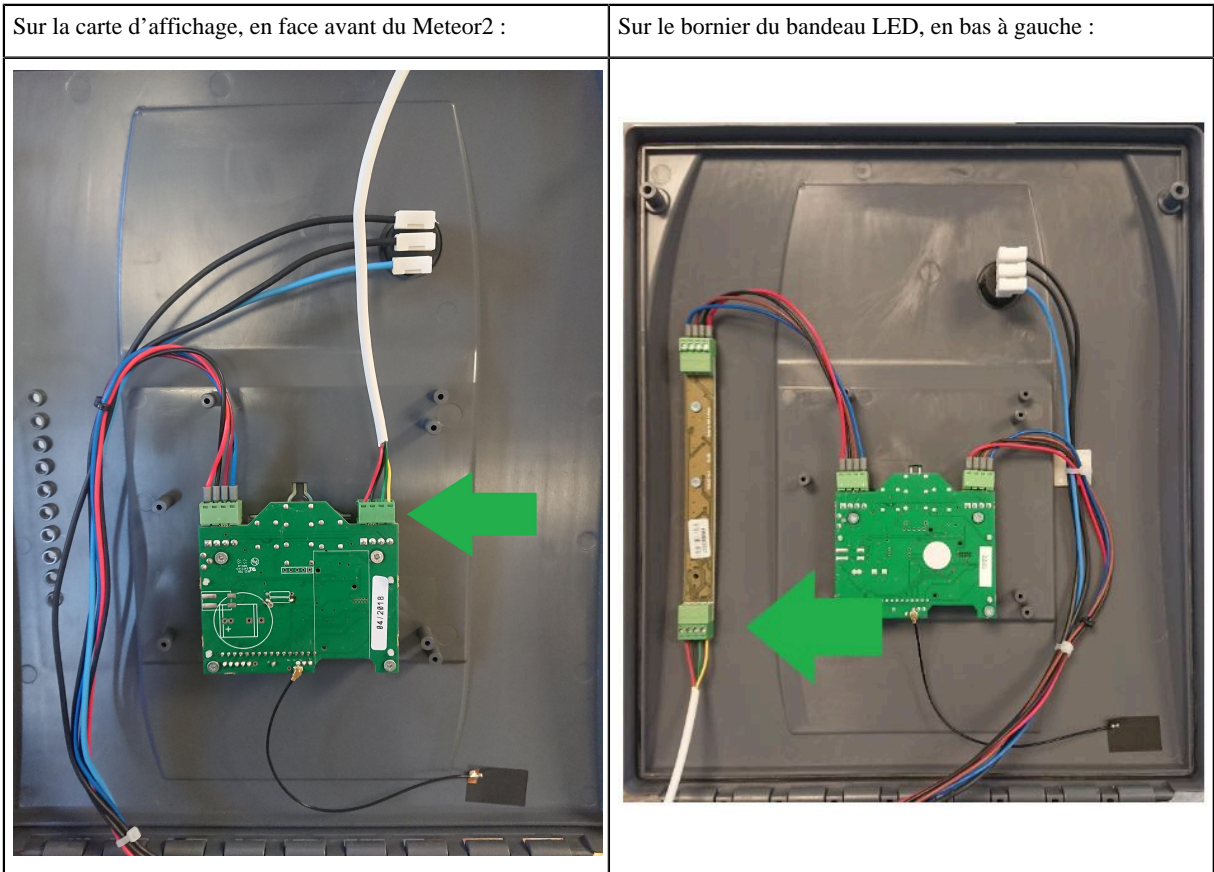 Sur la carte d’affichage, en face avant du Meteor2 :
Sur le bornier du bandeau LED, en bas à gauche :
04/2018